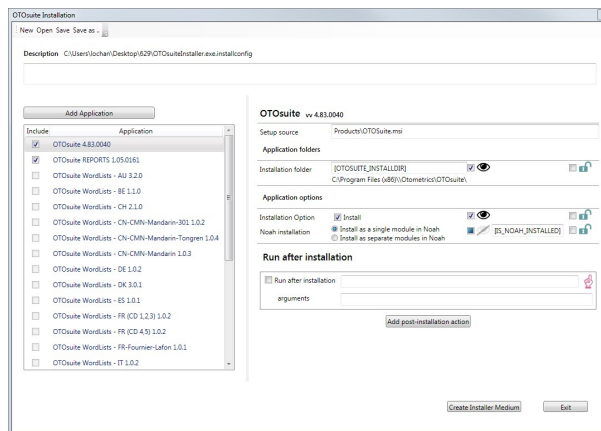 OTOsuite Installation
New Open Save Save as
Description C:\Users\lochan\Desktop\629\OTOsuiteInstaller.exe.installconfig
Add Application
Include Application
OTOsuite 4.83.0040
OTOsuite REPORTS 1.05.0161
OTOsuite WordLists - AU 3.2.0
OTOsuite WordLists - BE 1.1.0
OTOsuite WordLists - CH 2.1.0
OTOsuite WordLists - CN-CMN-Mandarin-301 1.0.2
OTOsuite WordLists - CN-CMN-Mandarin-Tongren 1.0.4
OTOsuite WordLists - CN-CMN-Mandarin 1.0.3
OTOsuite WordLists - DE 1.0.2
OTOsuite WordLists - DK 3.0.1
OTOsuite WordLists - ES 1.0.1
OTOsuite WordLists - FR (CD 1,2,3) 1.0.2
OTOsuite WordLists - FR (CD 4,5) 1.0.2
OTOsuite WordLists - FR-Fournier-Lafon 1.0.1
OTOsuite WordLists - IT 1.0.2
OTOsuite vv 4.83.0040
Setup source Products\OTOSuite.msi
Application folders
Installation folder [OTOSUITE_INSTALLDIR]
C:\Program Files (x86)\\Otometrics\OTOsuite\
Application options
Installation Option Install
Noah installation Install as a single module in Noah [IS_NOAH_INSTALLED]
Install as separate modules in Noah
Run after installation
Run after installation
arguments
Add post-installation action
Create Installer Medium Exit